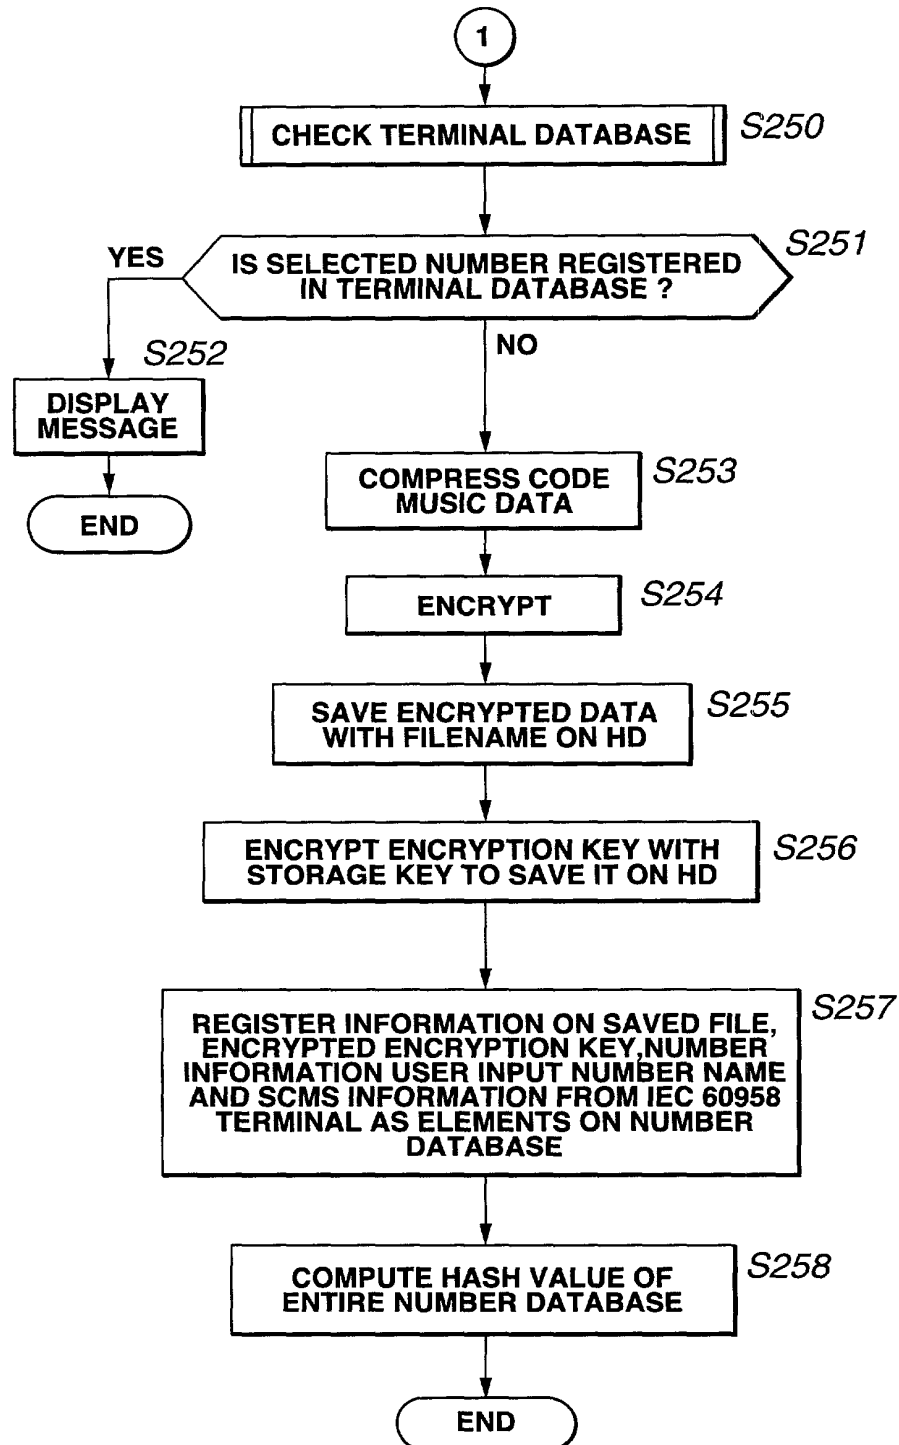 1
CHECK TERMINAL DATABASE
S250
IS SELECTED NUMBER REGISTERED
IN TERMINAL DATABASE ?
S251
YES
NO
S252
DISPLAY
MESSAGE
END
COMPRESS CODE
MUSIC DATA
S253
ENCRYPT
S254
SAVE ENCRYPTED DATA
WITH FILENAME ON HD
S255
ENCRYPT ENCRYPTION KEY WITH
STORAGE KEY TO SAVE IT ON HD
S256
REGISTER INFORMATION ON SAVED FILE,
ENCRYPTED ENCRYPTION KEY,NUMBER
INFORMATION USER INPUT NUMBER NAME
AND SCMS INFORMATION FROM IEC 60958
TERMINAL AS ELEMENTS ON NUMBER
DATABASE
S257
COMPUTE HASH VALUE OF
ENTIRE NUMBER DATABASE
S258
END